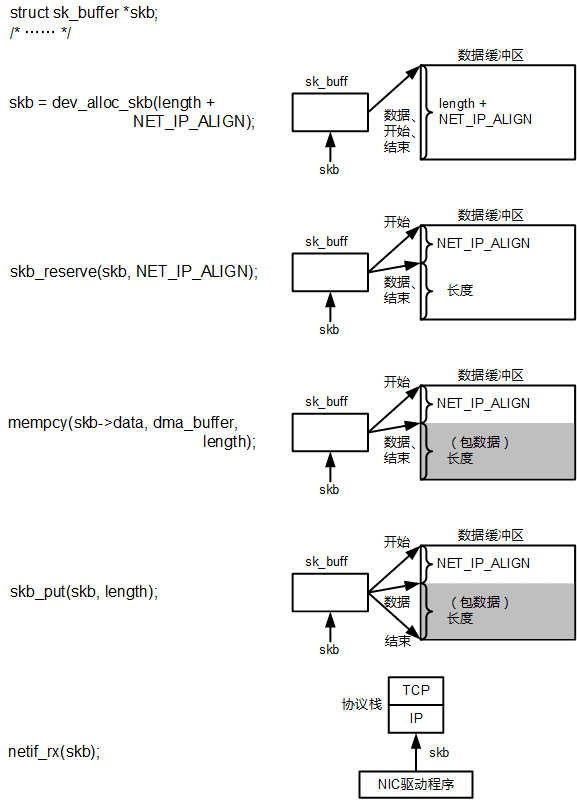 struct sk_buffer *skb;
/* …… */
skb = dev_alloc_skb(length +
NET_IP_ALIGN);
sk_buff
skb
数据、
开始、
结束
数据缓冲区
length +
NET_IP_ALIGN
skb_reserve(skb, NET_IP_ALIGN);
sk_buff
skb
开始
数据、
结束
数据缓冲区
NET_IP_ALIGN
长度
mempcy(skb->data, dma_buffer,
length);
sk_buff
skb
开始
数据、
结束
数据缓冲区
NET_IP_ALIGN
（包数据）
长度
skb_put(skb, length);
sk_buff
skb
开始
数据
结束
数据缓冲区
NET_IP_ALIGN
（包数据）
长度
netif_rx(skb);
协议栈
TCP
IP
skb
NIC驱动程序